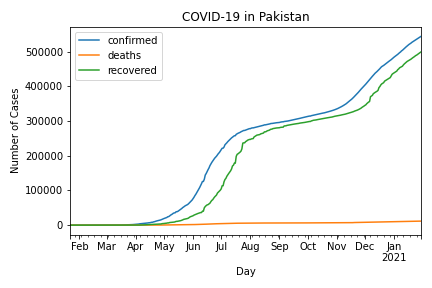 COVID-19 in Pakistan
confirmed
deaths
recovered
Number of Cases
500000
400000
300000
200000
100000
0
Feb Mar Apr May Jun Jul Aug Sep Oct Nov Dec Jan
2021
Day